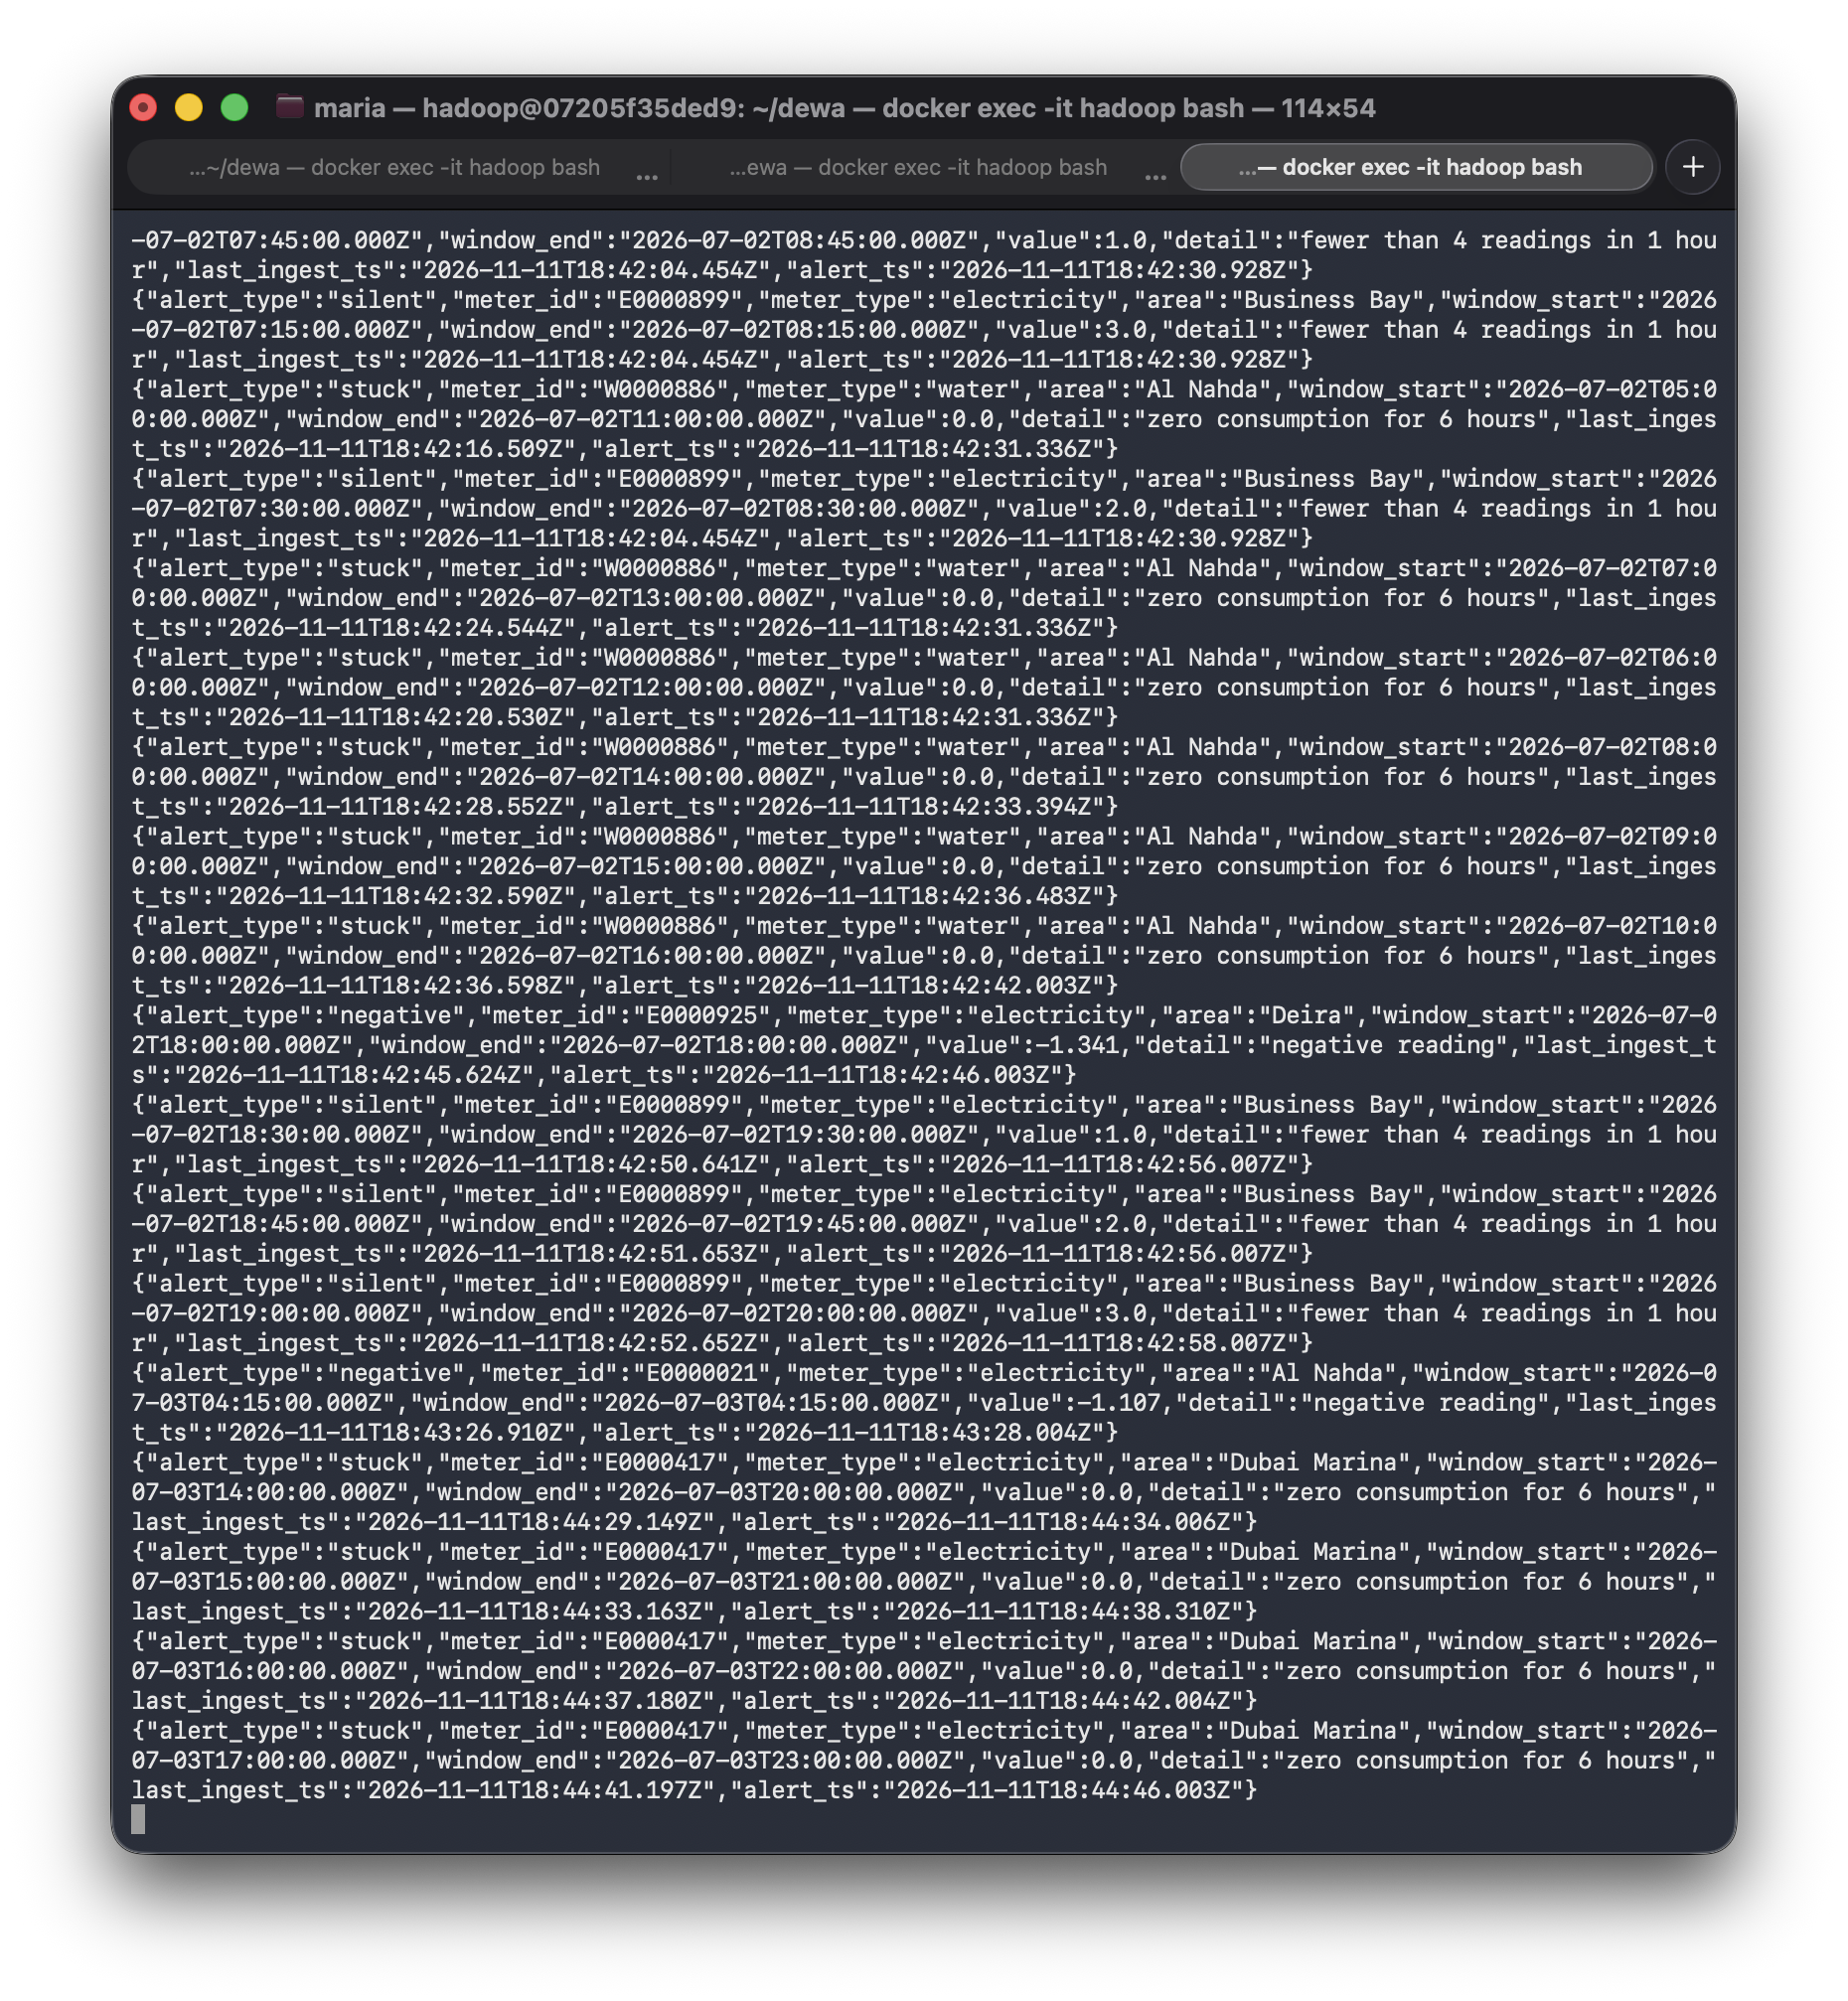 maria — hadoop@07205f35ded9: ~/dewa — docker exec -it hadoop bash — 114×54
...~/dewa — docker exec -it hadoop bash ... ...ewa — docker exec -it hadoop bash ... ...— docker exec -it hadoop bash +
-07-02T07:45:00.000Z","window_end":"2026-07-02T08:45:00.000Z","value":1.0,"detail":"fewer than 4 readings in 1 hou
r","last_ingest_ts":"2026-11-11T18:42:04.454Z","alert_ts":"2026-11-11T18:42:30.928Z"}
{"alert_type":"silent","meter_id":"E0000899","meter_type":"electricity","area":"Business Bay","window_start":"2026
-07-02T07:15:00.000Z","window_end":"2026-07-02T08:15:00.000Z","value":3.0,"detail":"fewer than 4 readings in 1 hou
r","last_ingest_ts":"2026-11-11T18:42:04.454Z","alert_ts":"2026-11-11T18:42:30.928Z"}
{"alert_type":"stuck","meter_id":"W0000886","meter_type":"water","area":"Al Nahda","window_start":"2026-07-02T05:0
0:00.000Z","window_end":"2026-07-02T11:00:00.000Z","value":0.0,"detail":"zero consumption for 6 hours","last_inges
t_ts":"2026-11-11T18:42:16.509Z","alert_ts":"2026-11-11T18:42:31.336Z"}
{"alert_type":"silent","meter_id":"E0000899","meter_type":"electricity","area":"Business Bay","window_start":"2026
-07-02T07:30:00.000Z","window_end":"2026-07-02T08:30:00.000Z","value":2.0,"detail":"fewer than 4 readings in 1 hou
r","last_ingest_ts":"2026-11-11T18:42:04.454Z","alert_ts":"2026-11-11T18:42:30.928Z"}
{"alert_type":"stuck","meter_id":"W0000886","meter_type":"water","area":"Al Nahda","window_start":"2026-07-02T07:0
0:00.000Z","window_end":"2026-07-02T13:00:00.000Z","value":0.0,"detail":"zero consumption for 6 hours","last_inges
t_ts":"2026-11-11T18:42:24.544Z","alert_ts":"2026-11-11T18:42:31.336Z"}
{"alert_type":"stuck","meter_id":"W0000886","meter_type":"water","area":"Al Nahda","window_start":"2026-07-02T06:0
0:00.000Z","window_end":"2026-07-02T12:00:00.000Z","value":0.0,"detail":"zero consumption for 6 hours","last_inges
t_ts":"2026-11-11T18:42:20.530Z","alert_ts":"2026-11-11T18:42:31.336Z"}
{"alert_type":"stuck","meter_id":"W0000886","meter_type":"water","area":"Al Nahda","window_start":"2026-07-02T08:0
0:00.000Z","window_end":"2026-07-02T14:00:00.000Z","value":0.0,"detail":"zero consumption for 6 hours","last_inges
t_ts":"2026-11-11T18:42:28.552Z","alert_ts":"2026-11-11T18:42:33.394Z"}
{"alert_type":"stuck","meter_id":"W0000886","meter_type":"water","area":"Al Nahda","window_start":"2026-07-02T09:0
0:00.000Z","window_end":"2026-07-02T15:00:00.000Z","value":0.0,"detail":"zero consumption for 6 hours","last_inges
t_ts":"2026-11-11T18:42:32.590Z","alert_ts":"2026-11-11T18:42:36.483Z"}
{"alert_type":"stuck","meter_id":"W0000886","meter_type":"water","area":"Al Nahda","window_start":"2026-07-02T10:0
0:00.000Z","window_end":"2026-07-02T16:00:00.000Z","value":0.0,"detail":"zero consumption for 6 hours","last_inges
t_ts":"2026-11-11T18:42:36.598Z","alert_ts":"2026-11-11T18:42:42.003Z"}
{"alert_type":"negative","meter_id":"E0000925","meter_type":"electricity","area":"Deira","window_start":"2026-07-0
2T18:00:00.000Z","window_end":"2026-07-02T18:00:00.000Z","value":-1.341,"detail":"negative reading","last_ingest_t
s":"2026-11-11T18:42:45.624Z","alert_ts":"2026-11-11T18:42:46.003Z"}
{"alert_type":"silent","meter_id":"E0000899","meter_type":"electricity","area":"Business Bay","window_start":"2026
-07-02T18:30:00.000Z","window_end":"2026-07-02T19:30:00.000Z","value":1.0,"detail":"fewer than 4 readings in 1 hou
r","last_ingest_ts":"2026-11-11T18:42:50.641Z","alert_ts":"2026-11-11T18:42:56.007Z"}
{"alert_type":"silent","meter_id":"E0000899","meter_type":"electricity","area":"Business Bay","window_start":"2026
-07-02T18:45:00.000Z","window_end":"2026-07-02T19:45:00.000Z","value":2.0,"detail":"fewer than 4 readings in 1 hou
r","last_ingest_ts":"2026-11-11T18:42:51.653Z","alert_ts":"2026-11-11T18:42:56.007Z"}
{"alert_type":"silent","meter_id":"E0000899","meter_type":"electricity","area":"Business Bay","window_start":"2026
-07-02T19:00:00.000Z","window_end":"2026-07-02T20:00:00.000Z","value":3.0,"detail":"fewer than 4 readings in 1 hou
r","last_ingest_ts":"2026-11-11T18:42:52.652Z","alert_ts":"2026-11-11T18:42:58.007Z"}
{"alert_type":"negative","meter_id":"E0000021","meter_type":"electricity","area":"Al Nahda","window_start":"2026-0
7-03T04:15:00.000Z","window_end":"2026-07-03T04:15:00.000Z","value":-1.107,"detail":"negative reading","last_inges
t_ts":"2026-11-11T18:43:26.910Z","alert_ts":"2026-11-11T18:43:28.004Z"}
{"alert_type":"stuck","meter_id":"E0000417","meter_type":"electricity","area":"Dubai Marina","window_start":"2026-
07-03T14:00:00.000Z","window_end":"2026-07-03T20:00:00.000Z","value":0.0,"detail":"zero consumption for 6 hours","
last_ingest_ts":"2026-11-11T18:44:29.149Z","alert_ts":"2026-11-11T18:44:34.006Z"}
{"alert_type":"stuck","meter_id":"E0000417","meter_type":"electricity","area":"Dubai Marina","window_start":"2026-
07-03T15:00:00.000Z","window_end":"2026-07-03T21:00:00.000Z","value":0.0,"detail":"zero consumption for 6 hours","
last_ingest_ts":"2026-11-11T18:44:33.163Z","alert_ts":"2026-11-11T18:44:38.310Z"}
{"alert_type":"stuck","meter_id":"E0000417","meter_type":"electricity","area":"Dubai Marina","window_start":"2026-
07-03T16:00:00.000Z","window_end":"2026-07-03T22:00:00.000Z","value":0.0,"detail":"zero consumption for 6 hours","
last_ingest_ts":"2026-11-11T18:44:37.180Z","alert_ts":"2026-11-11T18:44:42.004Z"}
{"alert_type":"stuck","meter_id":"E0000417","meter_type":"electricity","area":"Dubai Marina","window_start":"2026-
07-03T17:00:00.000Z","window_end":"2026-07-03T23:00:00.000Z","value":0.0,"detail":"zero consumption for 6 hours","
last_ingest_ts":"2026-11-11T18:44:41.197Z","alert_ts":"2026-11-11T18:44:46.003Z"}